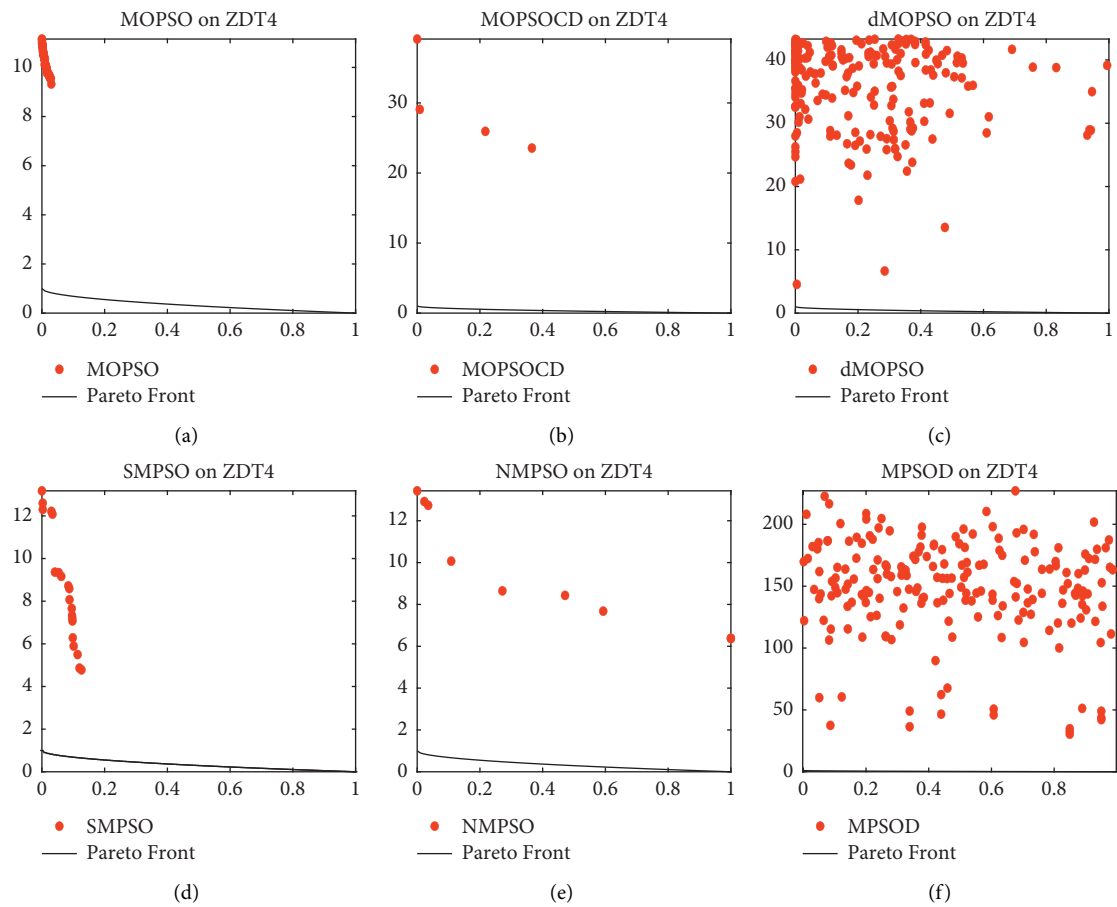 MOPSO on ZDT4
10
8
6
4
2
0
0 0.2 0.4 0.6 0.8 1
MOPSO
Pareto Front
(a)
MOPSOCD on ZDT4
30
20
10
0
0 0.2 0.4 0.6 0.8 1
MOPSOCD
Pareto Front
(b)
dMOPSO on ZDT4
40
30
20
10
0
0 0.2 0.4 0.6 0.8 1
dMOPSO
Pareto Front
(c)
SMPSO on ZDT4
12
10
8
6
4
2
0
0 0.2 0.4 0.6 0.8 1
SMPSO
Pareto Front
(d)
NMPSO on ZDT4
12
10
8
6
4
2
0
0 0.2 0.4 0.6 0.8 1
NMPSO
Pareto Front
(e)
MPSOD on ZDT4
200
150
100
50
0
0 0.2 0.4 0.6 0.8
MPSOD
Pareto Front
(f)